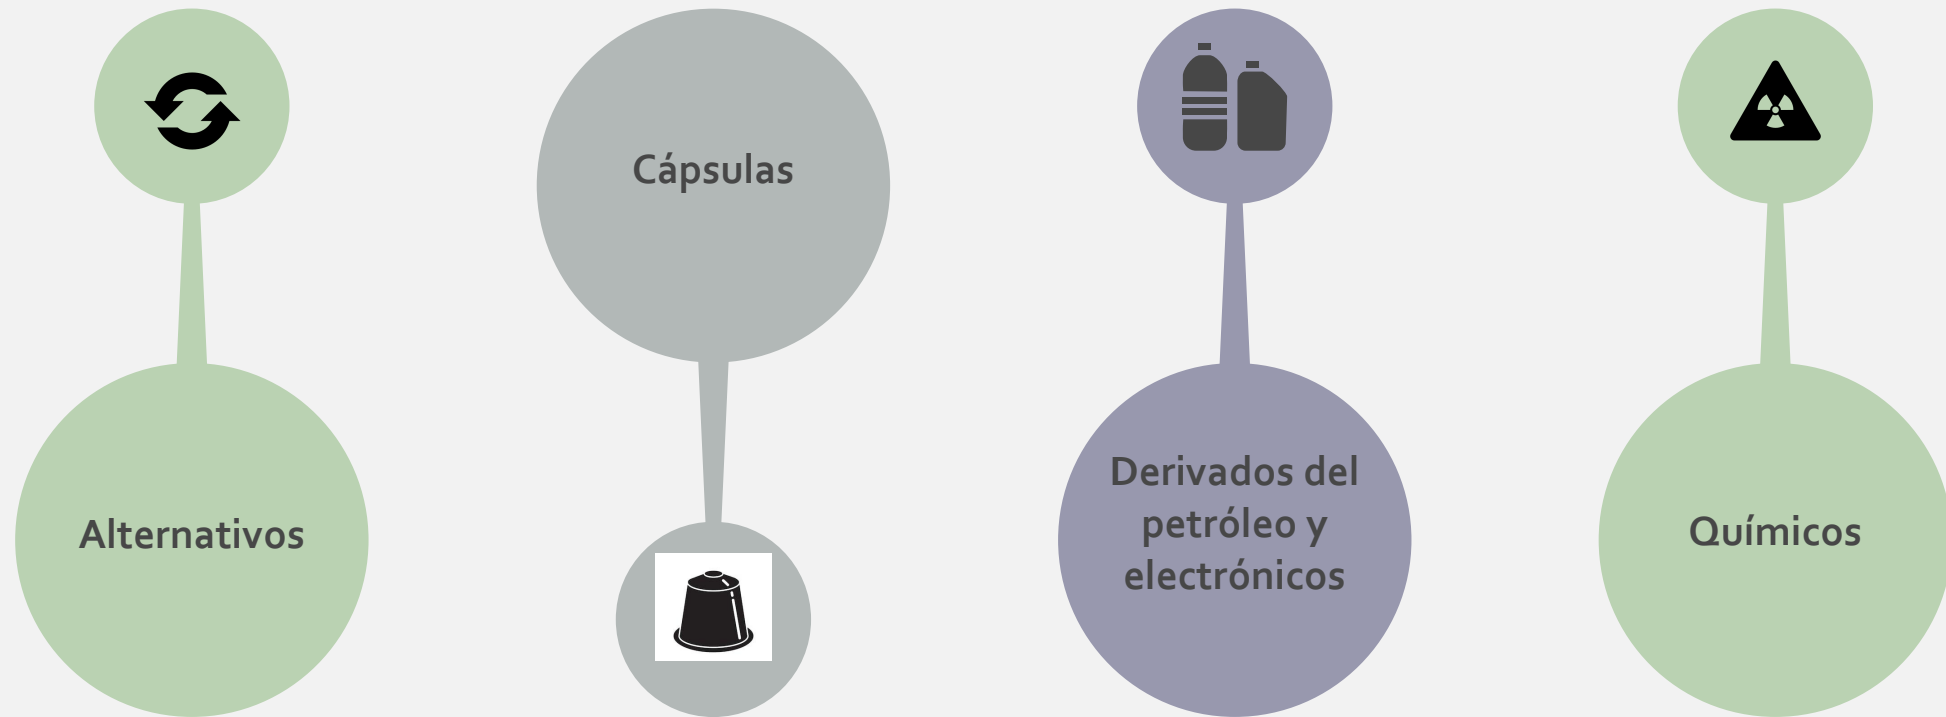 Alternativos
Cápsulas
Derivados del
petróleo y
electrónicos
Químicos